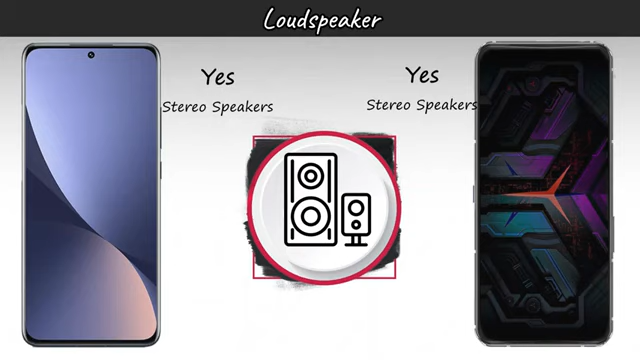 Loudspeaker
Yes
Stereo Speakers
Yes
Stereo Speakers